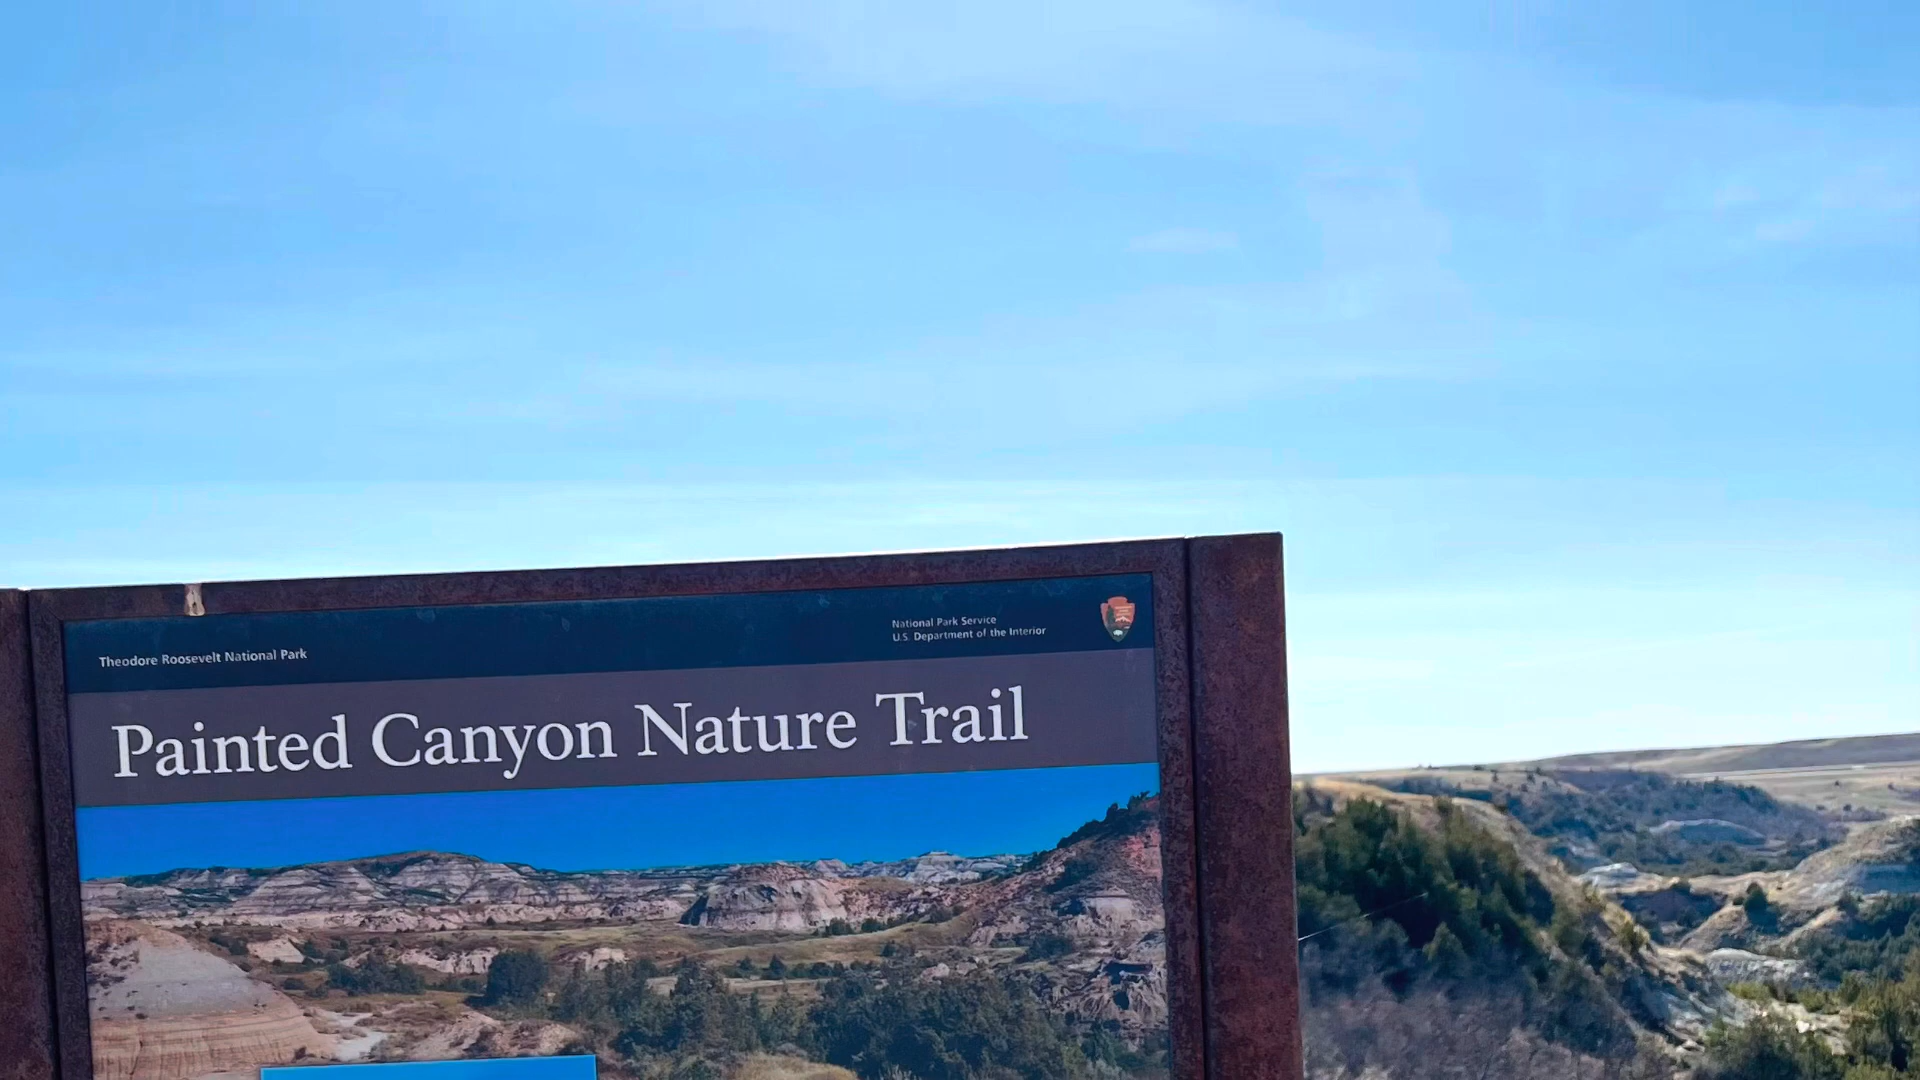 Theodore Roosevelt National Park
National Park Service
U.S. Department of the Interior
Painted Canyon Nature Trail